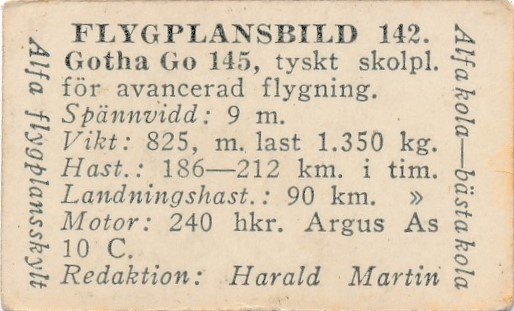 FLYGPLANSBILD 142.
Gotha Go 145, tyskt skolpl.
för avancerad flygning.
Spännvidd: 9 m.
Vikt: 825, m. last 1.350 kg.
Hast.: 186—212 km. i tim.
Landningshast.: 90 km. »
Motor: 240 hkr. Argus As
10 C.
Redaktion: Harald Martin
Alfa flygplansskylt
Alfa kola—bästa kola